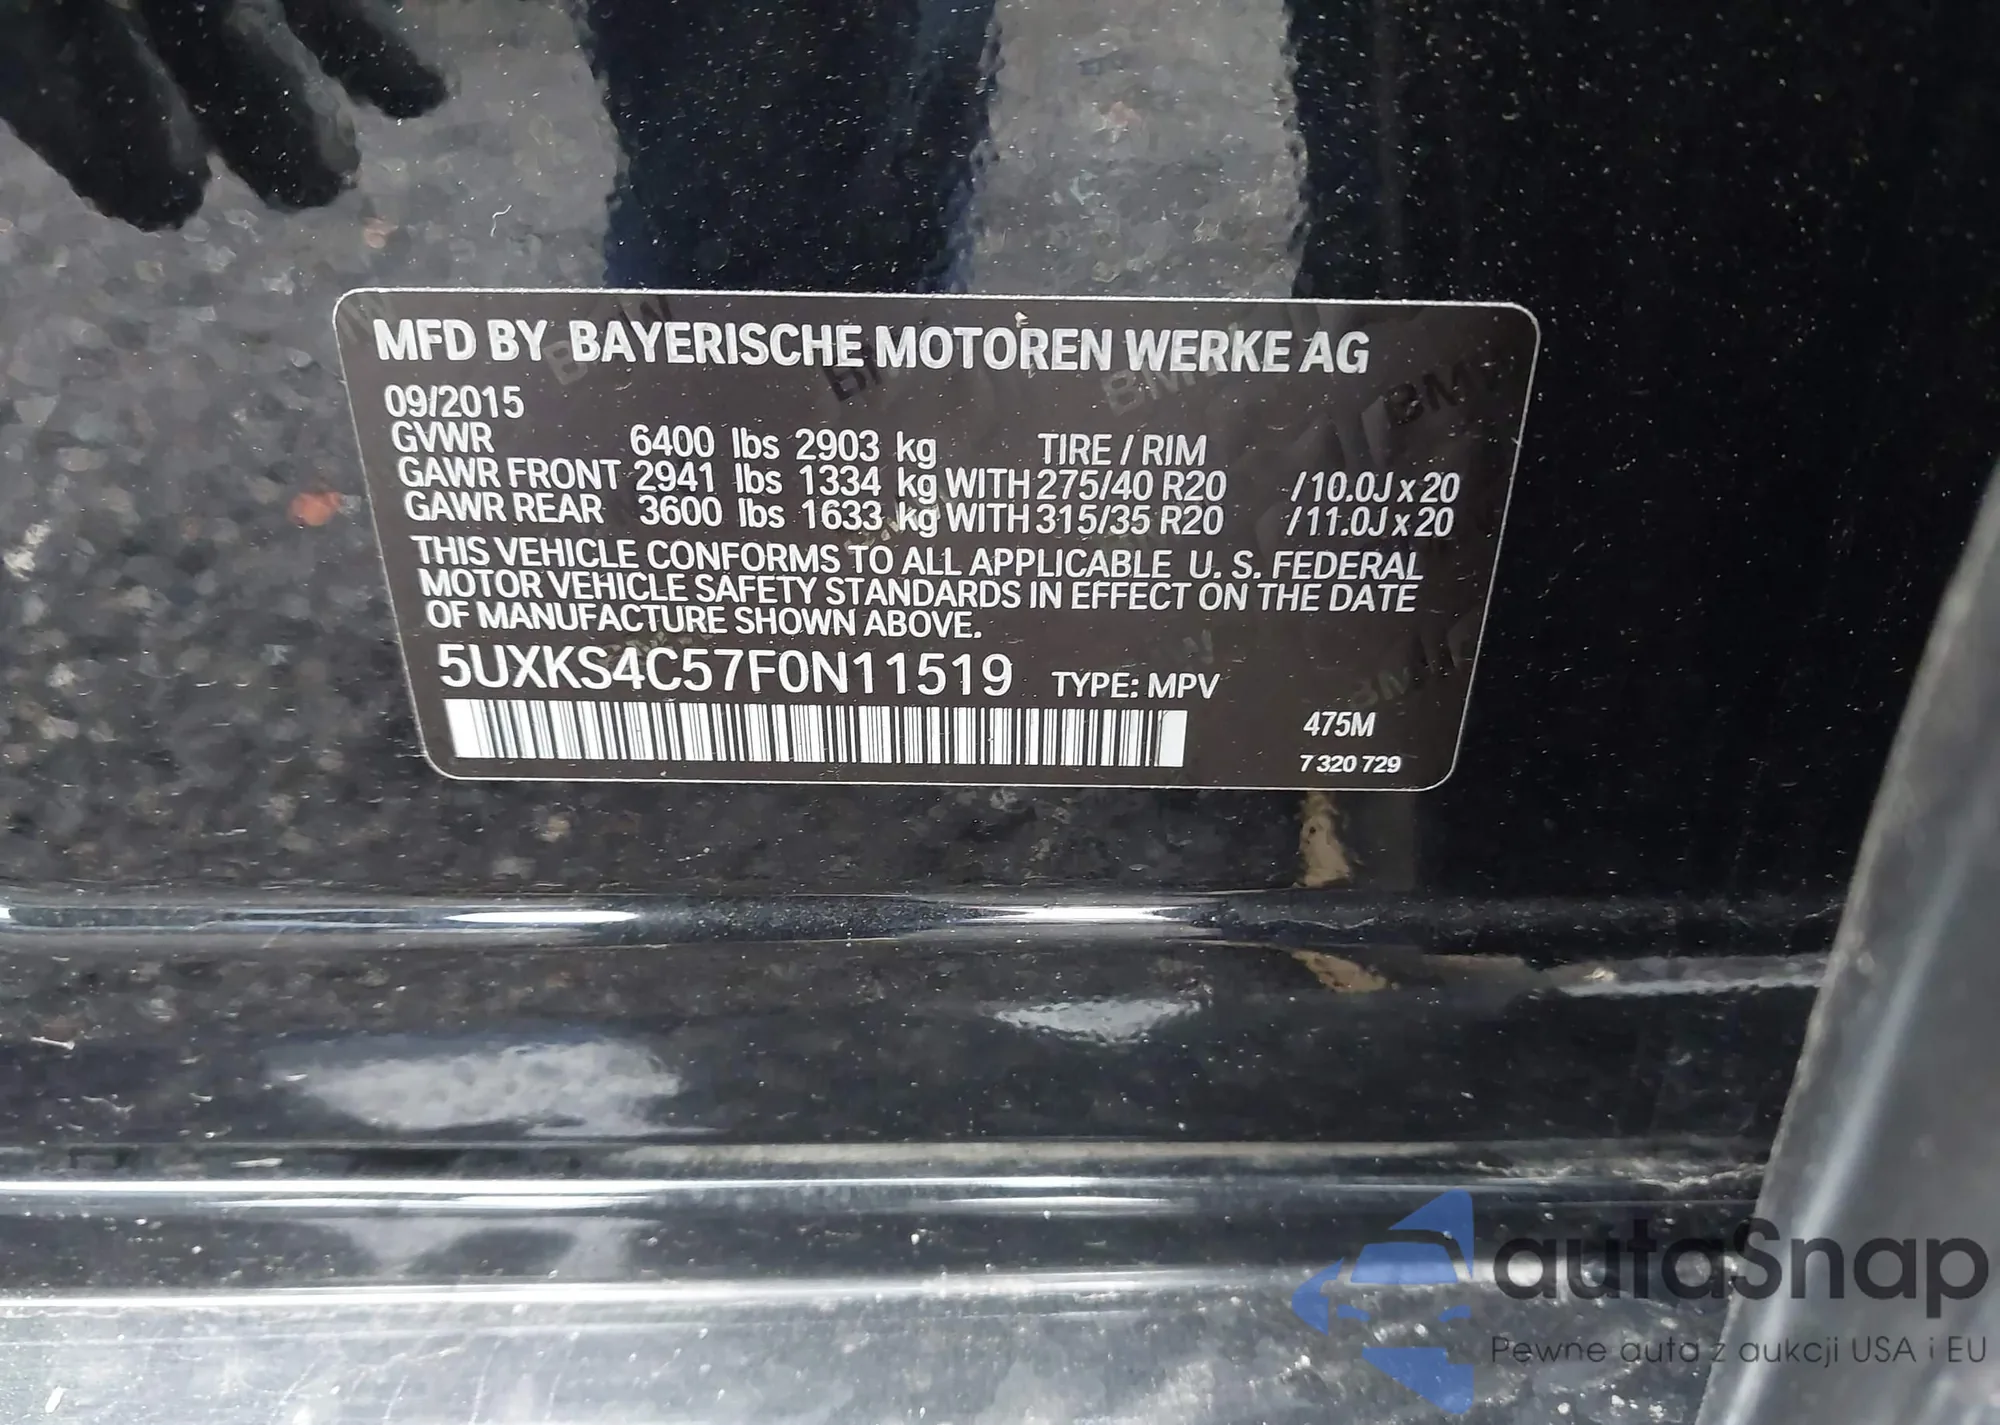 MFD BY BAYERISCHE MOTOREN WERKE AG
09/2015
GVWR 6400 lbs 2903 kg TIRE / RIM
GAWR FRONT 2941 lbs 1334 kg WITH 275/40 R20 /10.0J x 20
GAWR REAR 3600 lbs 1633 kg WITH 315/35 R20 /11.0J x 20
THIS VEHICLE CONFORMS TO ALL APPLICABLE U. S. FEDERAL
MOTOR VEHICLE SAFETY STANDARDS IN EFFECT ON THE DATE
OF MANUFACTURE SHOWN ABOVE.
5UXKS4C57F0N11519 TYPE: MPV
475M
7 320 729
autaSnap
Pewne auta z aukcji USA i EU